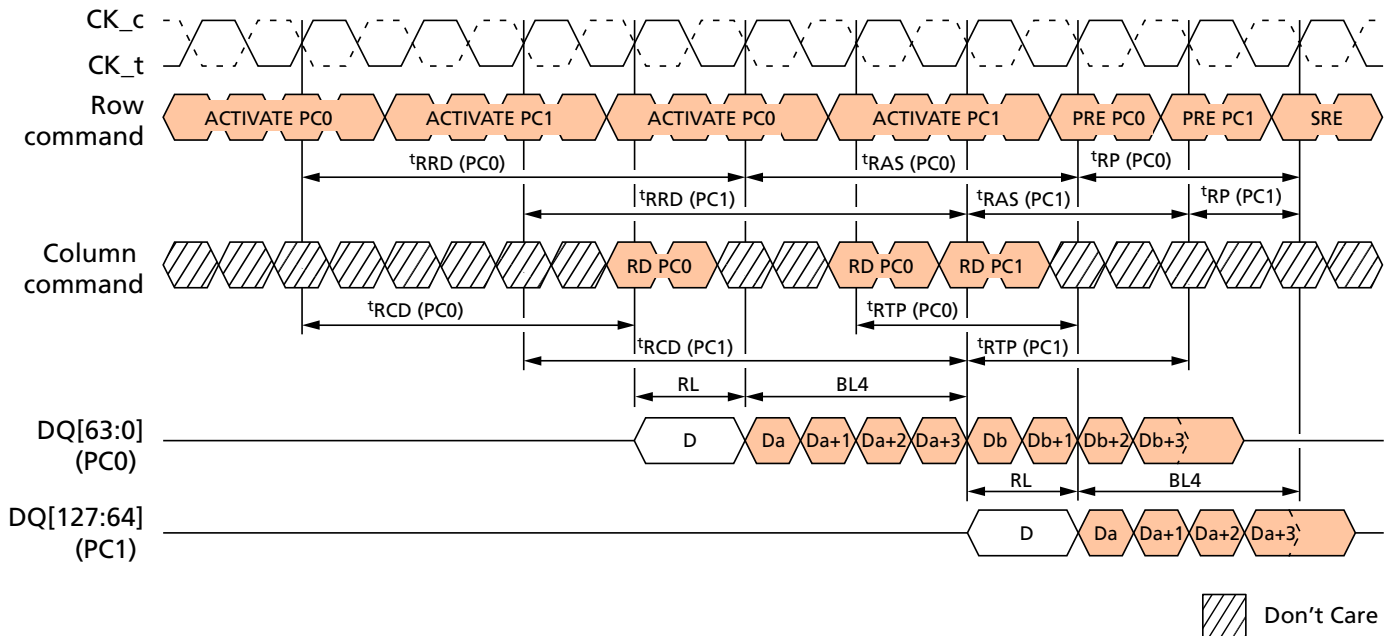 CK_c
CK_t
Row command
ACTIVATE PC0 ACTIVATE PC1 ACTIVATE PC0 ACTIVATE PC1 PRE PC0 PRE PC1 SRE
tRRD (PC0) tRAS (PC0) tRP (PC0)
tRRD (PC1) tRAS (PC1) tRP (PC1)
Column command
RD PC0 RD PC0 RD PC1
tRCD (PC0) tRTP (PC0)
tRCD (PC1) tRTP (PC1)
RL BL4
DQ[63:0] (PC0)
D Da Da+1 Da+2 Da+3 Db Db+1 Db+2 Db+3
RL BL4
DQ[127:64] (PC1)
D Da Da+1 Da+2 Da+3
Don't Care